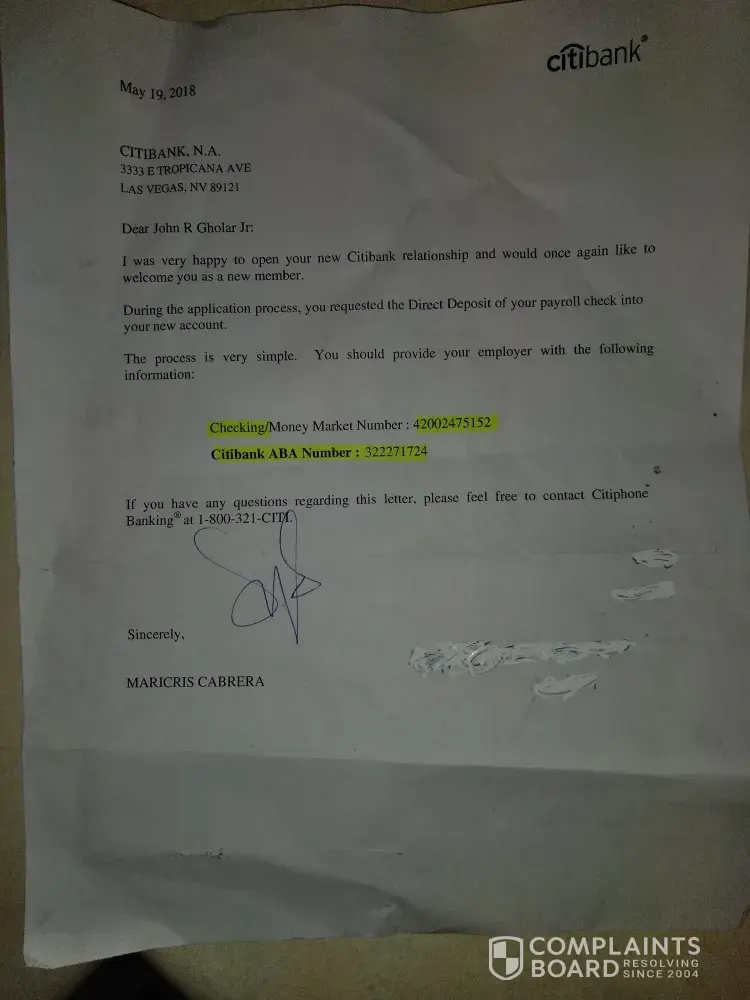 citibank®
May 19, 2018
CITIBANK, N.A.
3333 E TROPICANA AVE
LAS VEGAS, NV 89121
Dear John R Gholar Jr:
I was very happy to open your new Citibank relationship and would once again like to
welcome you as a new member.
During the application process, you requested the Direct Deposit of your payroll check into
your new account.
The process is very simple. You should provide your employer with the following
information:
Checking/Money Market Number : 42002475152
Citibank ABA Number : 322271724
If you have any questions regarding this letter, please feel free to contact Citiphone
Banking® at 1-800-321-CITI.
Sincerely,
MARICRIS CABRERA
COMPLAINTS
BOARD RESOLVING
SINCE 2004